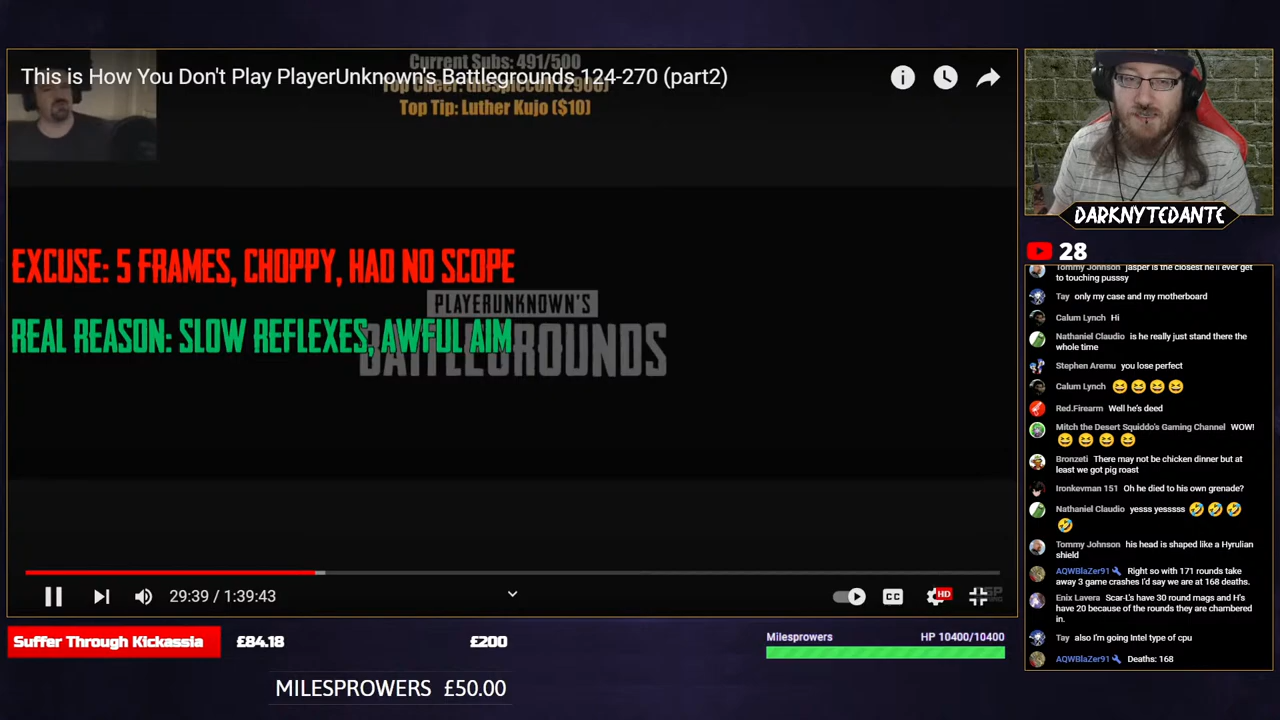 Current Subs: 491/500
This is How You Don't Play PlayerUnknown's Battlegrounds 124-270 (part2)
Top Tip: Luther Kujo ($10)
EXCUSE: 5 FRAMES, CHOPPY, HAD NO SCOPE
PLAYERUNKNOWN'S
BATTLEGROUNDS
REAL REASON: SLOW REFLEXES, AWFUL AIM
29:39 / 1:39:43
CC
HD
Suffer Through Kickassia £84.18 £200
MILESPROWERS £50.00
Milesprowers HP 10400/10400
DARKNYTEDANTE
28
Tommy Johnson jasper is the closest he'll ever get
to touching pusssy
Tay only my case and my motherboard
Calum Lynch Hi
Nathaniel Claudio is he really just stand there the
whole time
Stephen Aremu you lose perfect
Calum Lynch 😆😆😆😆
Red.Firearm Well he's deed
Mitch the Desert Squiddo's Gaming Channel WOW!
😆😆😆😆
Bronzeti There may not be chicken dinner but at
least we got pig roast
Ironkevman 151 Oh he died to his own grenade?
Nathaniel Claudio yesss yesssss 🤣🤣🤣
🤣
Tommy Johnson his head is shaped like a Hyrulian
shield
AQWBlaZer91 Right so with 171 rounds take
away 3 game crashes I'd say we are at 168 deaths.
Enix Lavera Scar-L's have 30 round mags and H's
have 20 because of the rounds they are chambered
in.
Tay also I'm going Intel type of cpu
AQWBlaZer91 Deaths: 168